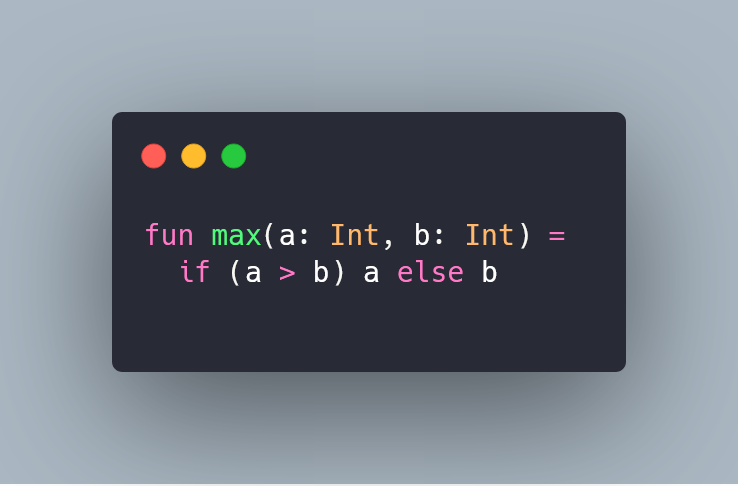 fun max(a: Int, b: Int) =
  if (a > b) a else b